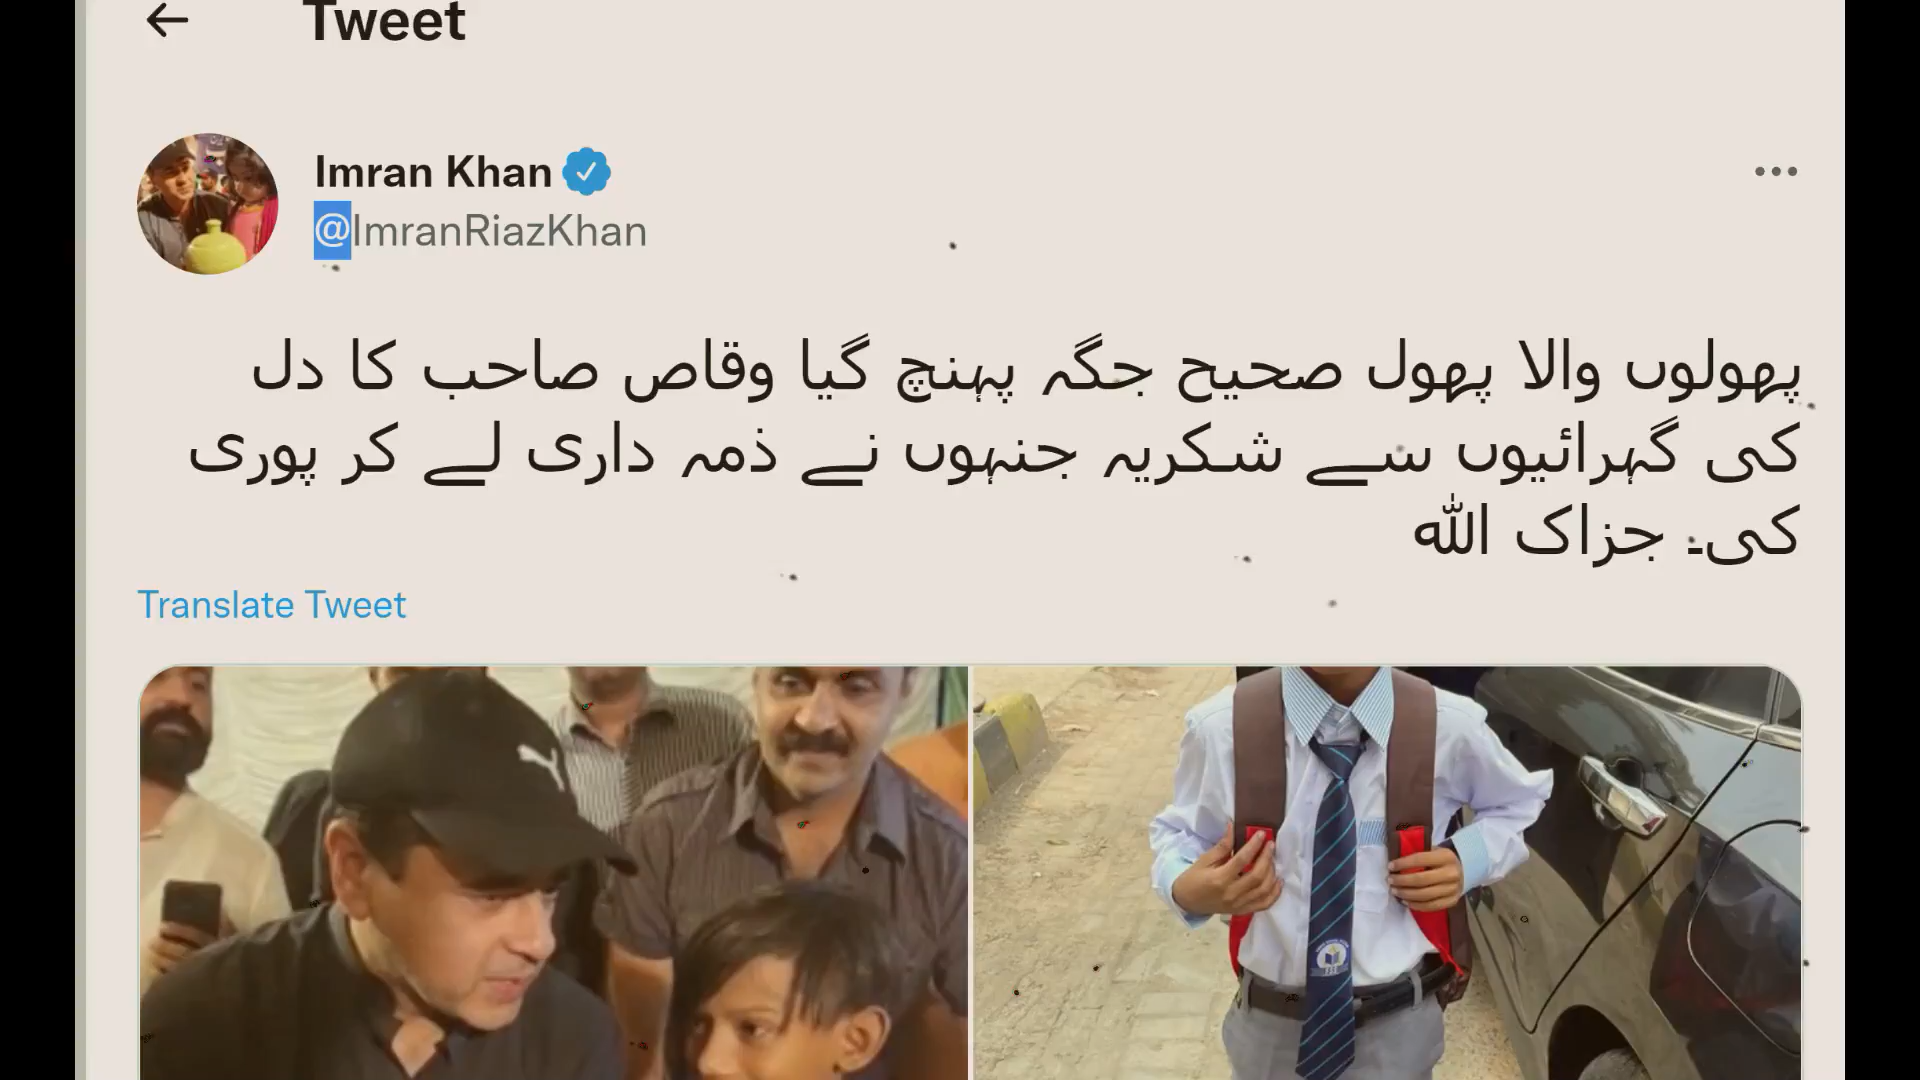 Tweet
Imran Khan
@ImranRiazKhan
پھولوں والا پھول صحیح جگہ پہنچ گیا وقاص صاحب کا دل
کی گہرائیوں سے شکریہ جنہوں نے ذمہ داری لے کر پوری
کی۔ جزاک اللہ
Translate Tweet